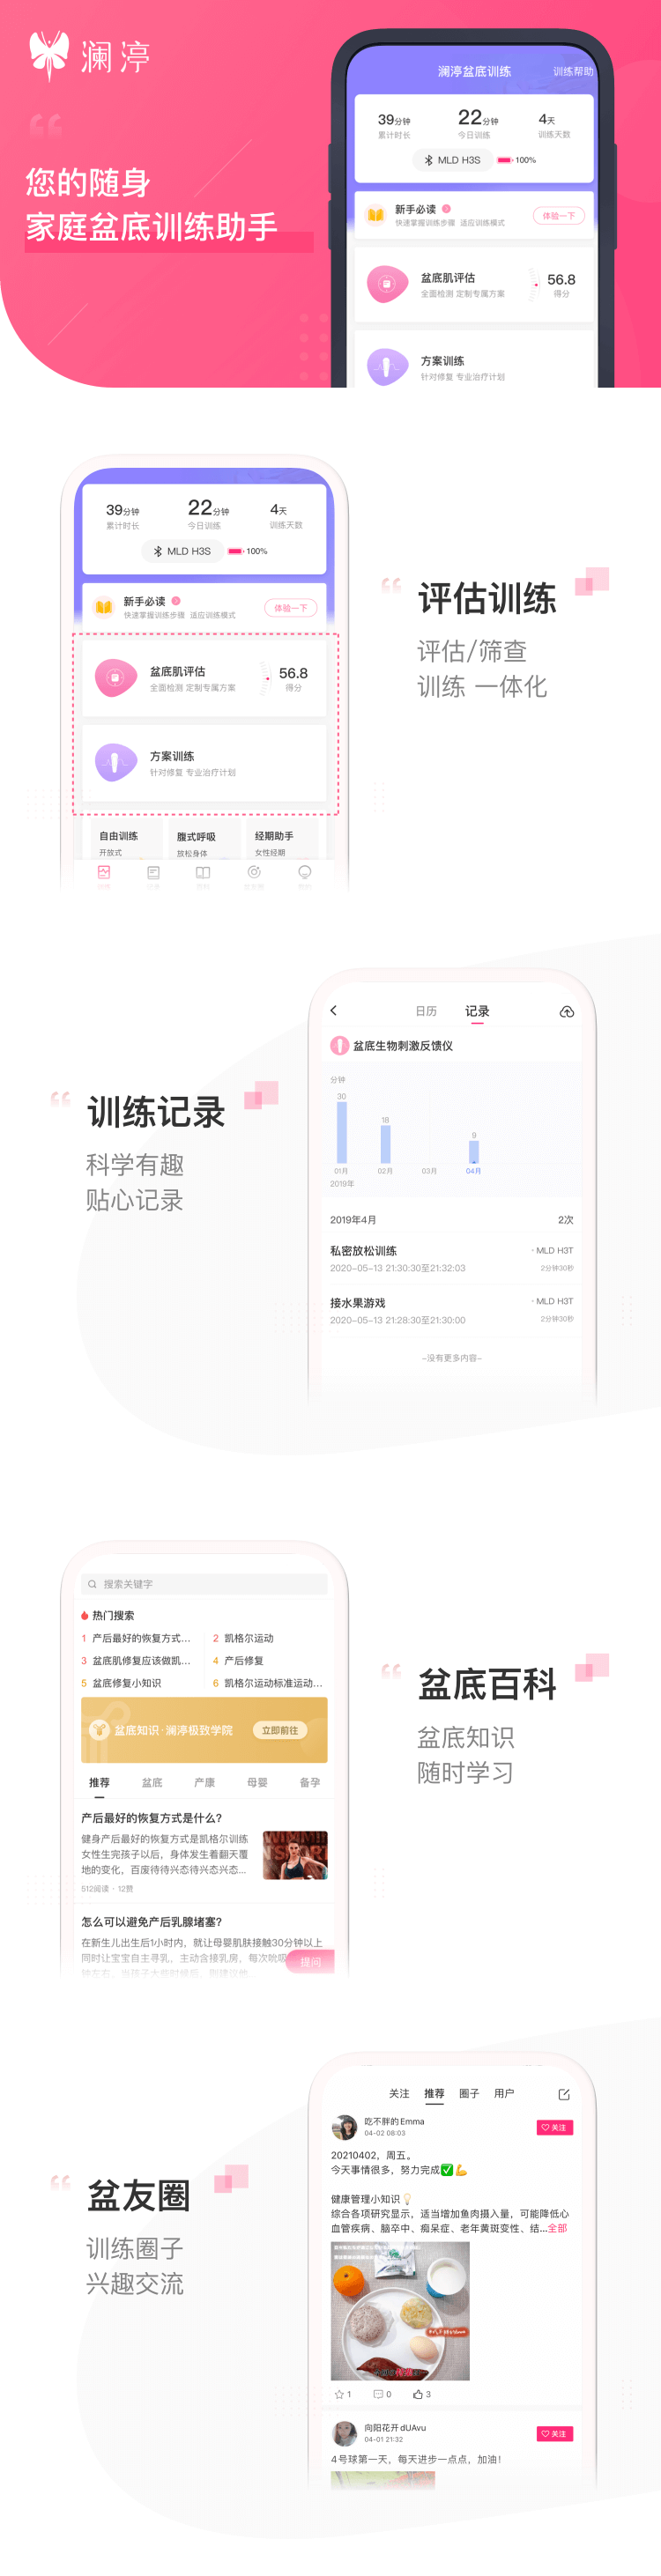 澜渟
您的随身
家庭盆底训练助手
澜渟盆底训练 训练帮助
39分钟 22分钟 4天
累计时长 今日训练 训练天数
MLD H3S 100%
新手必读 体验一下
快速掌握训练步骤 适应训练模式
盆底肌评估 56.8
全面检测 定制专属方案 得分
方案训练
针对修复 专业治疗计划
39分钟 22分钟 4天
累计时长 今日训练 训练天数
MLD H3S 100%
新手必读 体验一下
快速掌握训练步骤 适应训练模式
盆底肌评估 56.8
全面检测 定制专属方案 得分
方案训练
针对修复 专业治疗计划
自由训练 腹式呼吸 经期助手
开放式 放松身体 女性经期
评估训练
评估/筛查
训练 一体化
训练记录
科学有趣
贴心记录
日历 记录
盆底生物刺激反馈仪
分钟
30
18
9
01月 02月 03月 04月
2019年
2019年4月 2次
私密放松训练 MLD H3T
2020-05-13 21:30:30至21:32:03 2分钟30秒
接水果游戏 MLD H3T
2020-05-13 21:28:30至21:30:00 2分钟30秒
~没有更多内容~
搜索关键字
热门搜索
1 产后最好的恢复方式... 2 凯格尔运动
3 盆底肌修复应该做凯... 4 产后修复
5 盆底修复小知识 6 凯格尔运动标准运动...
盆底知识·澜渟极致学院 立即前往
推荐 盆底 产康 母婴 备孕
产后最好的恢复方式是什么?
健身产后最好的恢复方式是凯格尔训练
女性生完孩子以后，身体发生着翻天覆
地的变化，百废待待兴态待兴态兴态...
512阅读 · 12赞
怎么可以避免产后乳腺堵塞?
在新生儿出生后1小时内，就让母婴肌肤接触30分钟以上
同时让宝宝自主寻乳，主动含接乳房，每次吮吸
提问
盆底百科
盆底知识
随时学习
盆友圈
训练圈子
兴趣交流
关注 推荐 圈子 用户
吃不胖的Emma
04-02 08:03
关注
20210402，周五。
今天事情很多，努力完成✅💪
健康管理小知识💡
综合各项研究显示，适当增加鱼肉摄入量，可能降低心
血管疾病、脑卒中、痴呆症、老年黄斑变性、结...全部
1 0 3
向阳花开dUAvu
04-01 21:32
关注
4号球第一天，每天进步一点点，加油！